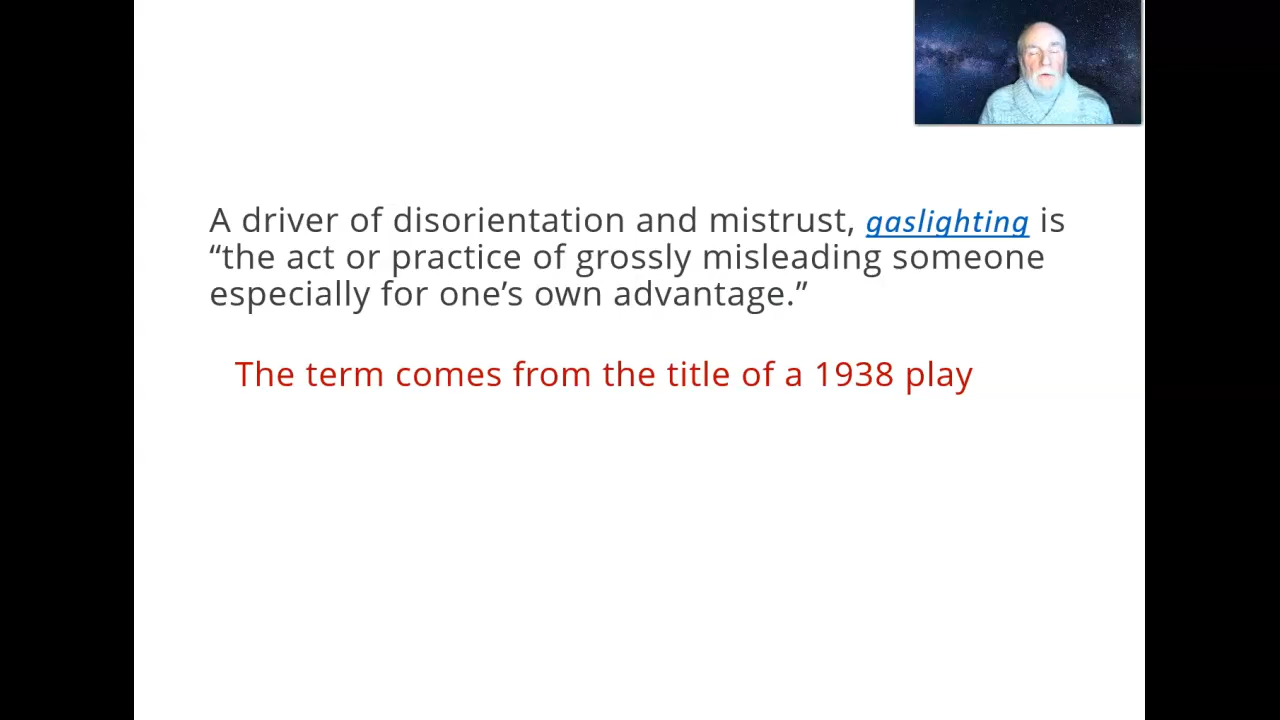 A driver of disorientation and mistrust, gaslighting is
“the act or practice of grossly misleading someone
especially for one’s own advantage.”
The term comes from the title of a 1938 play